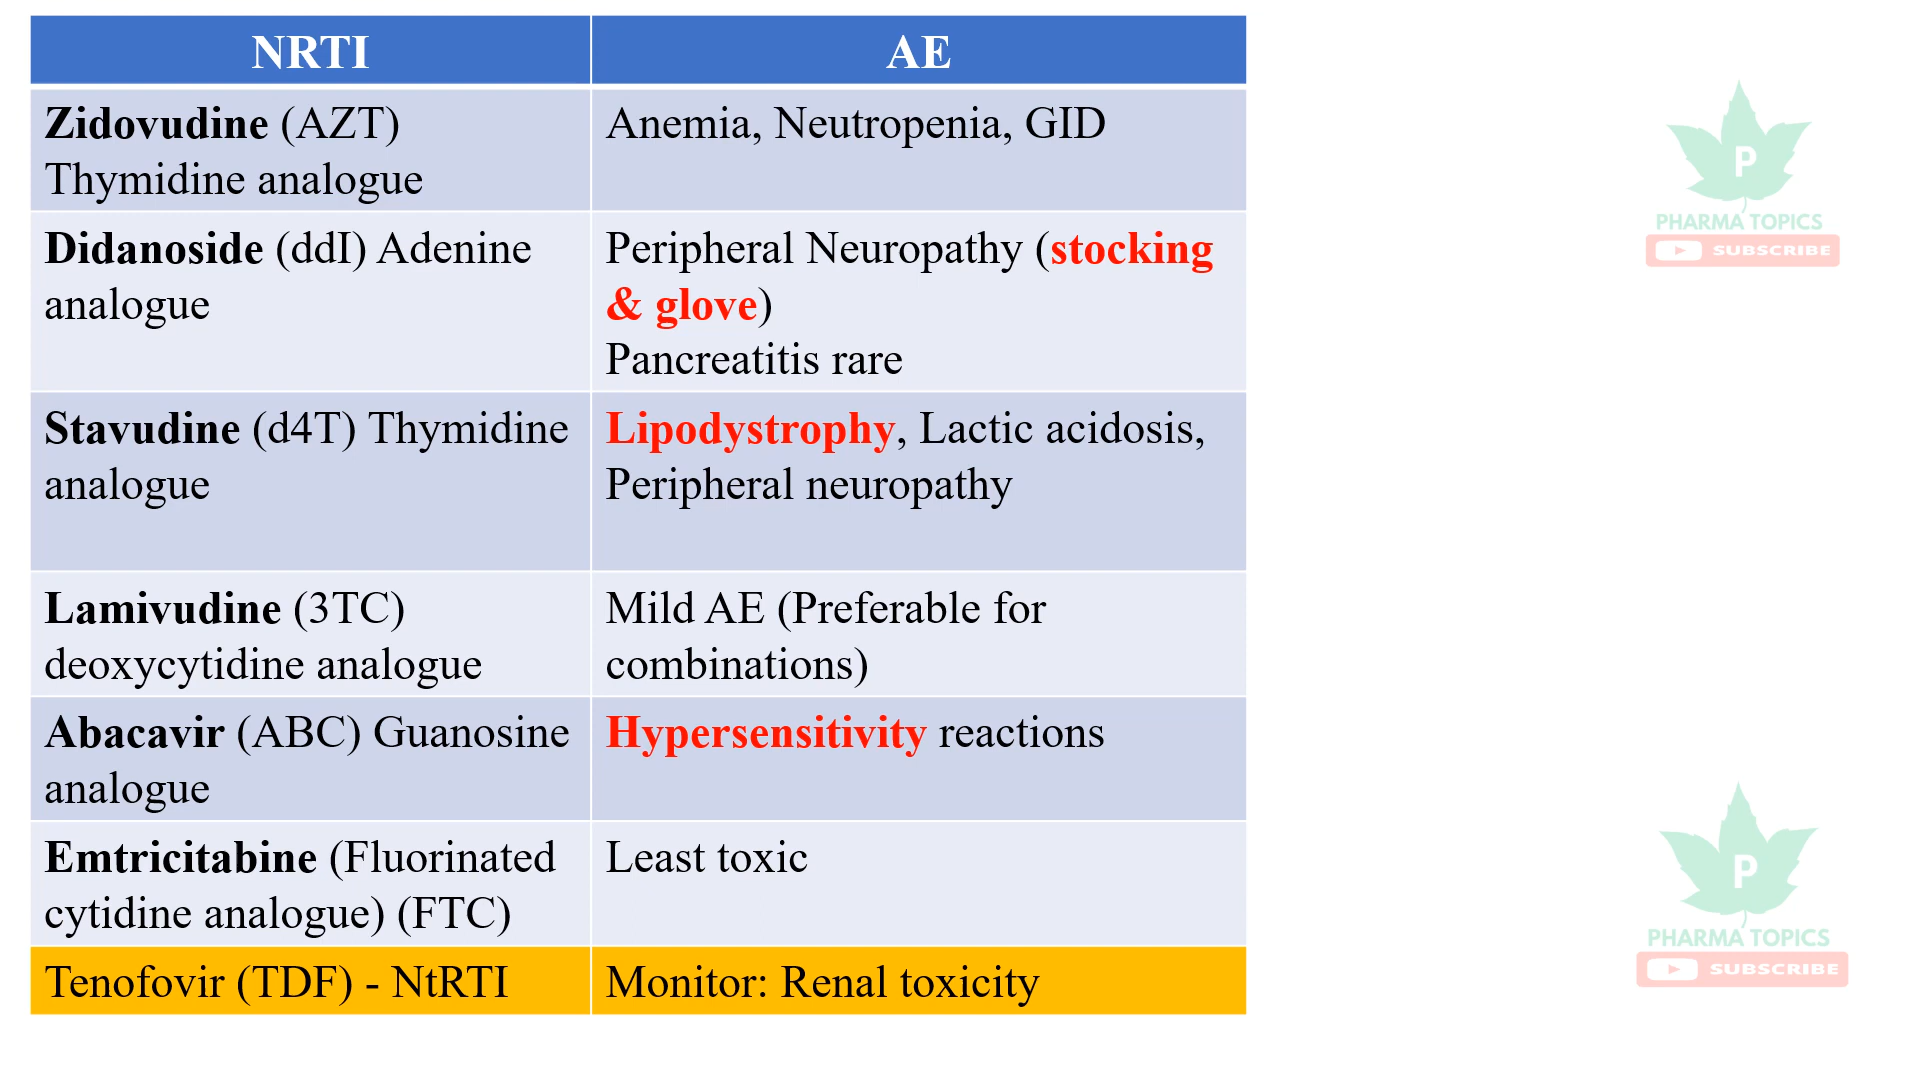 NRTI
AE
Zidovudine (AZT)
Thymidine analogue
Anemia, Neutropenia, GID
Didanoside (ddI) Adenine
analogue
Peripheral Neuropathy (stocking
& glove)
Pancreatitis rare
Stavudine (d4T) Thymidine
analogue
Lipodystrophy, Lactic acidosis,
Peripheral neuropathy
Lamivudine (3TC)
deoxycytidine analogue
Mild AE (Preferable for
combinations)
Abacavir (ABC) Guanosine
analogue
Hypersensitivity reactions
Emtricitabine (Fluorinated
cytidine analogue) (FTC)
Least toxic
Tenofovir (TDF) - NtRTI
Monitor: Renal toxicity
P
PHARMA TOPICS
SUBSCRIBE
P
PHARMA TOPICS
SUBSCRIBE